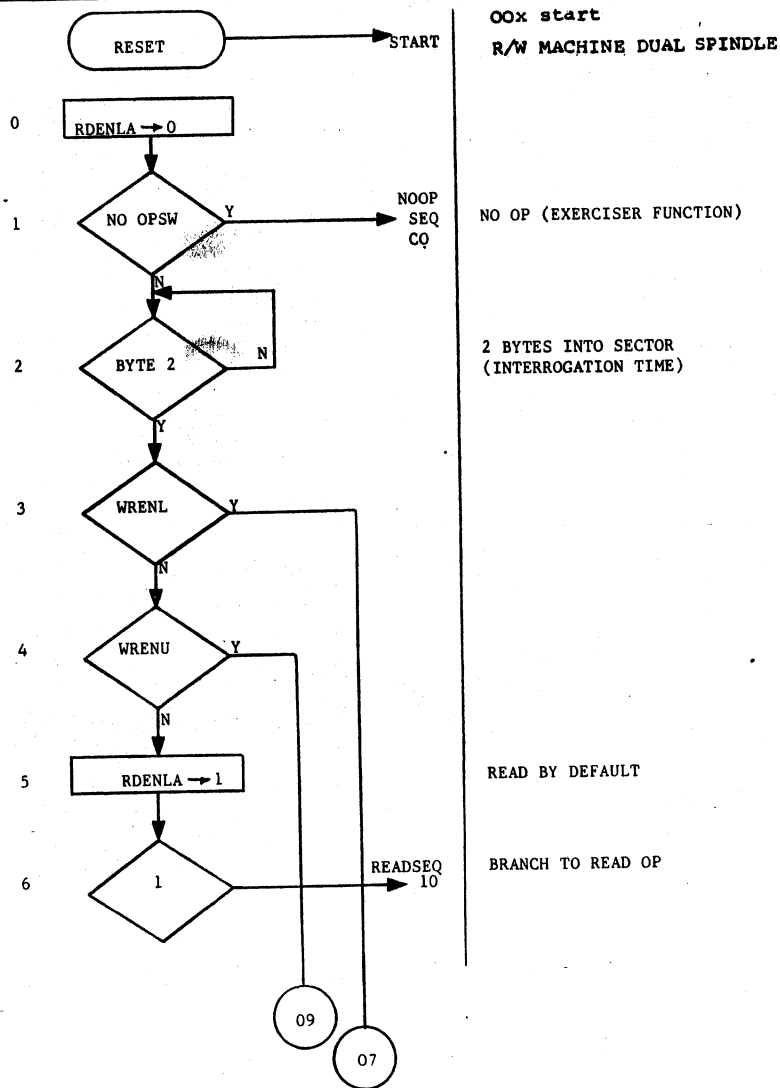 00x start
RESET
START
R/W MACHINE DUAL SPINDLE
0
RDENLA → 0
1
NO OPSW
Y
NOOP
SEQ
CO
NO OP (EXERCISER FUNCTION)
N
2
BYTE 2
N
2 BYTES INTO SECTOR
(INTERROGATION TIME)
Y
3
WRENL
Y
N
4
WRENU
Y
N
5
RDENLA → 1
READ BY DEFAULT
6
1
READSEQ
10
BRANCH TO READ OP
09
07